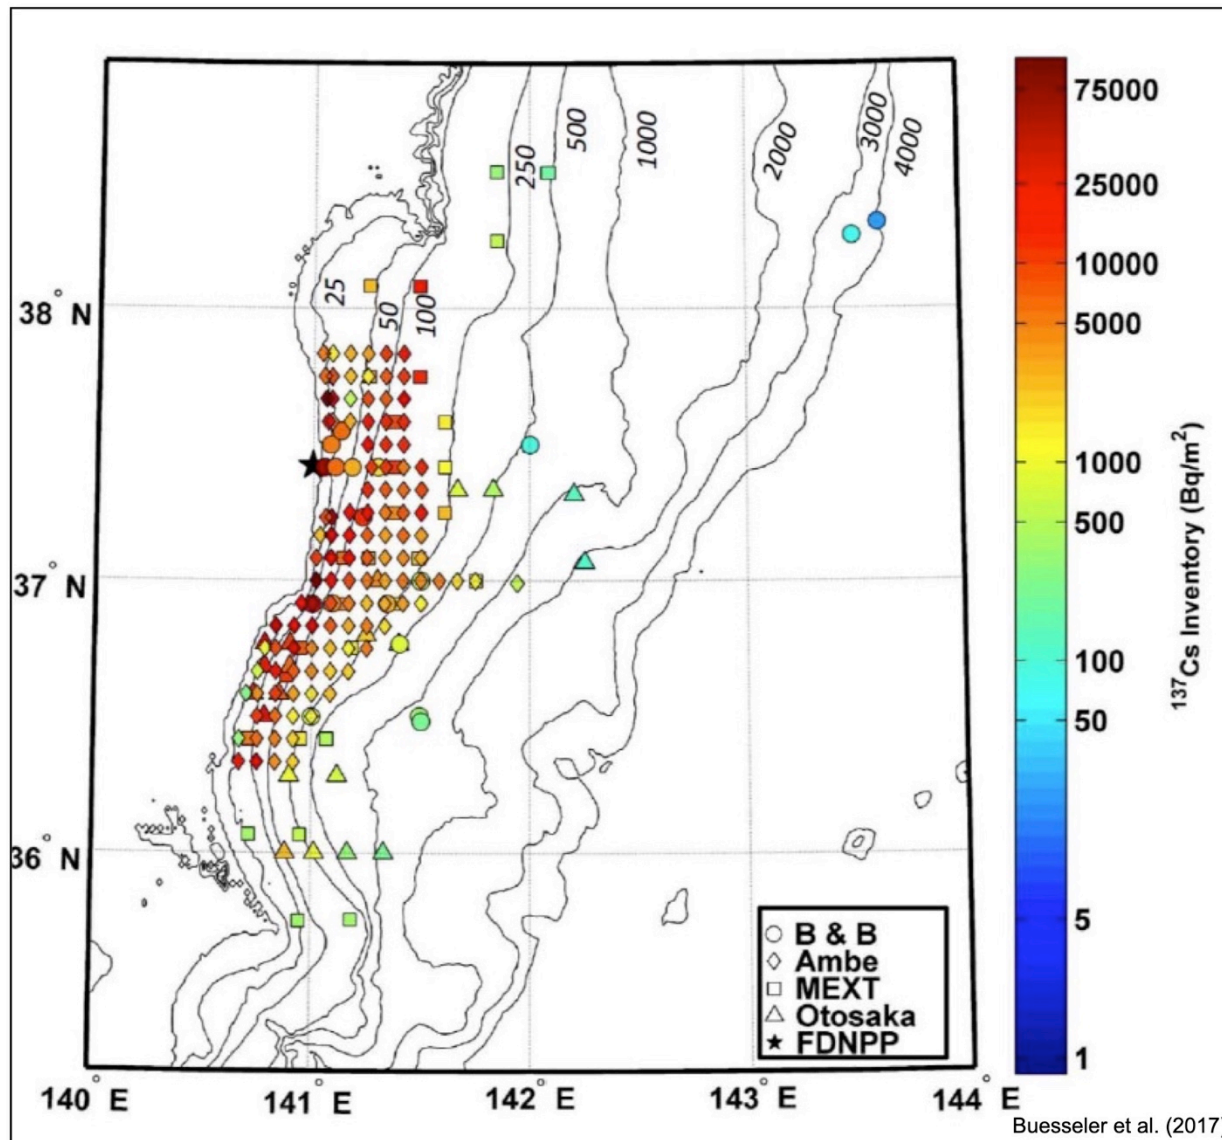 250
500
1000
2000
3000
4000
25
50
100
38° N
37° N
36° N
140° E
141° E
142° E
143° E
144° E
B & B
Ambe
MEXT
Otosaka
FDNPP
75000
25000
10000
5000
1000
500
100
50
5
1
¹³⁷Cs Inventory (Bq/m²)
Buesseler et al. (2017)